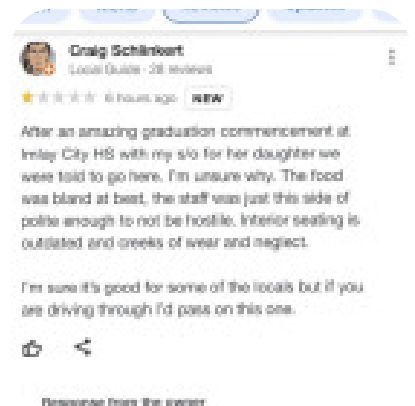 Craig Schlinkert
Local Guide · 28 reviews
6 hours ago NEW
After an amazing graduation commencement at
Imlay City HS with my s/o for her daughter we
were told to go here. I'm unsure why. The food
was bland at best, the staff was just this side of
polite enough to not be hostile. Interior seating is
outdated and creeks of wear and neglect.
I'm sure it's good for some of the locals but if you
are driving through I'd pass on this one.
Response from the owner